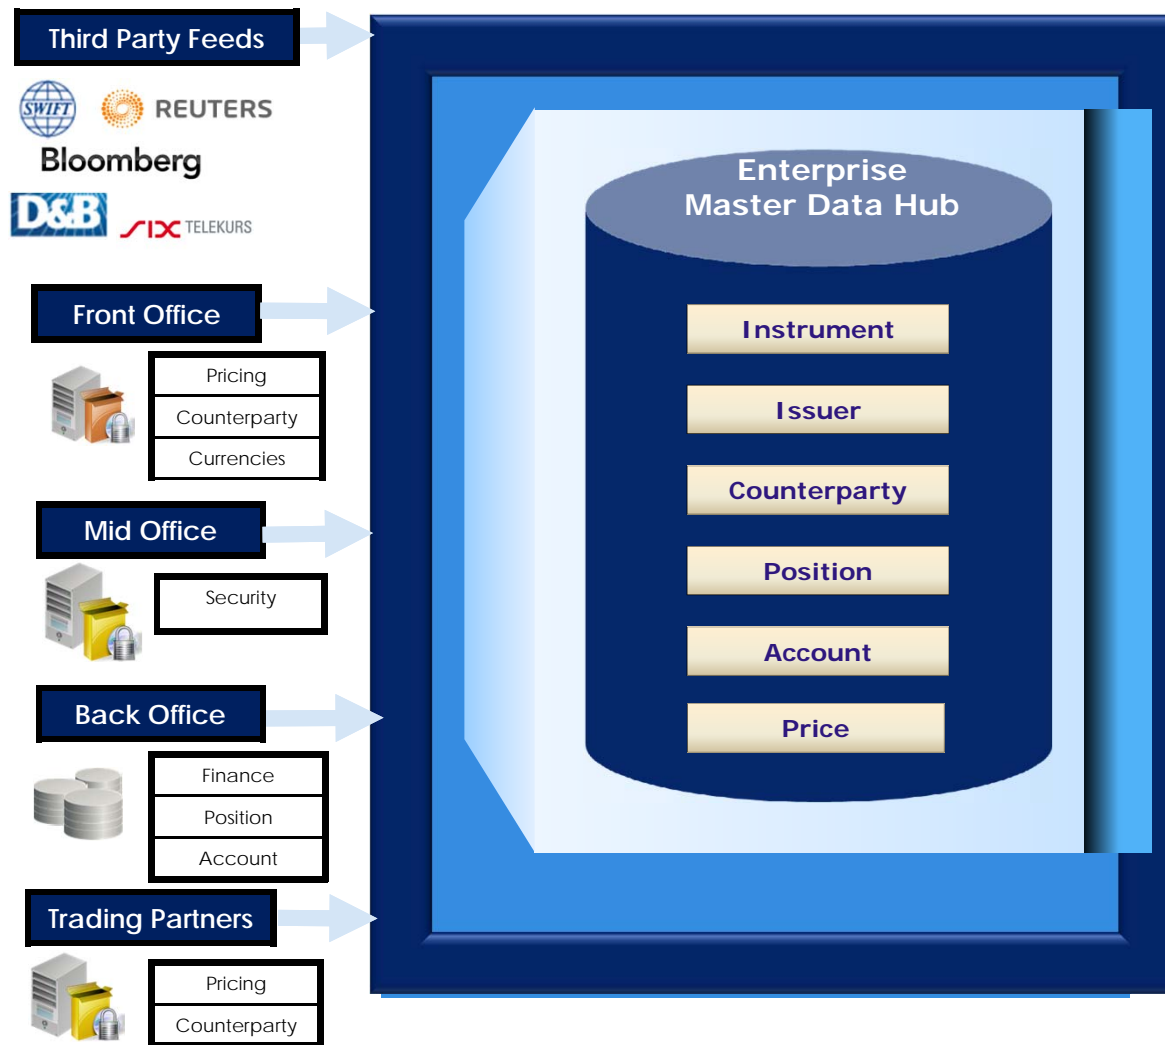 Third Party Feeds
SWIFT
REUTERS
Bloomberg
D&B
SIX TELEKURS
Front Office
Pricing
Counterparty
Currencies
Mid Office
Security
Back Office
Finance
Position
Account
Trading Partners
Pricing
Counterparty
Enterprise
Master Data Hub
Instrument
Issuer
Counterparty
Position
Account
Price